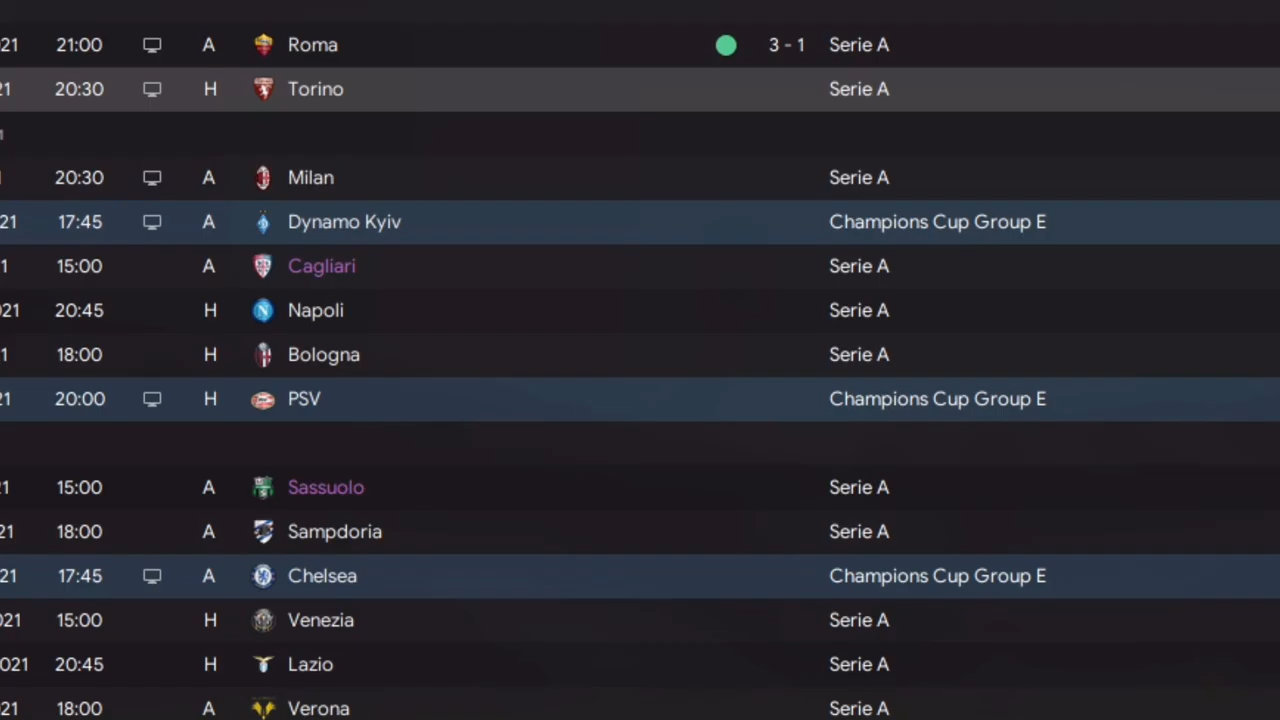 021 21:00 A Roma 3 - 1 Serie A
21 20:30 H Torino Serie A
20:30 A Milan Serie A
21 17:45 A Dynamo Kyiv Champions Cup Group E
1 15:00 A Cagliari Serie A
021 20:45 H Napoli Serie A
1 18:00 H Bologna Serie A
21 20:00 H PSV Champions Cup Group E
21 15:00 A Sassuolo Serie A
21 18:00 A Sampdoria Serie A
21 17:45 A Chelsea Champions Cup Group E
021 15:00 H Venezia Serie A
021 20:45 H Lazio Serie A
21 18:00 A Verona Serie A